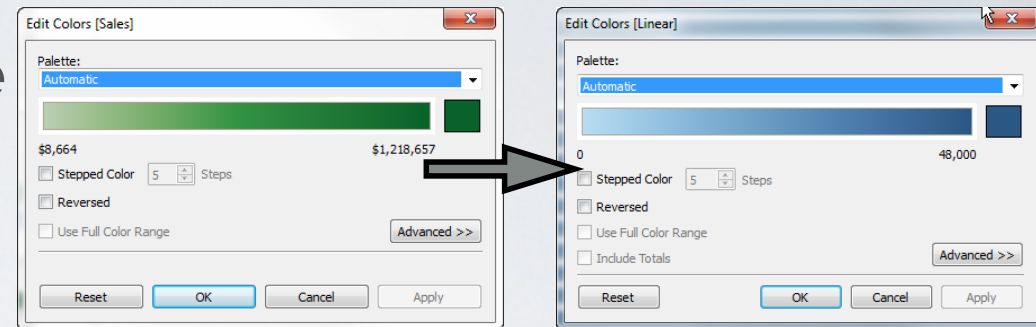 e
Edit Colors [Sales]
Palette:
Automatic
$8,664 $1,218,657
Stepped Color 5 Steps
Reversed
Use Full Color Range
Advanced >>
Reset OK Cancel Apply
Edit Colors [Linear]
Palette:
Automatic
0 48,000
Stepped Color 5 Steps
Reversed
Use Full Color Range
Include Totals
Advanced >>
Reset OK Cancel Apply